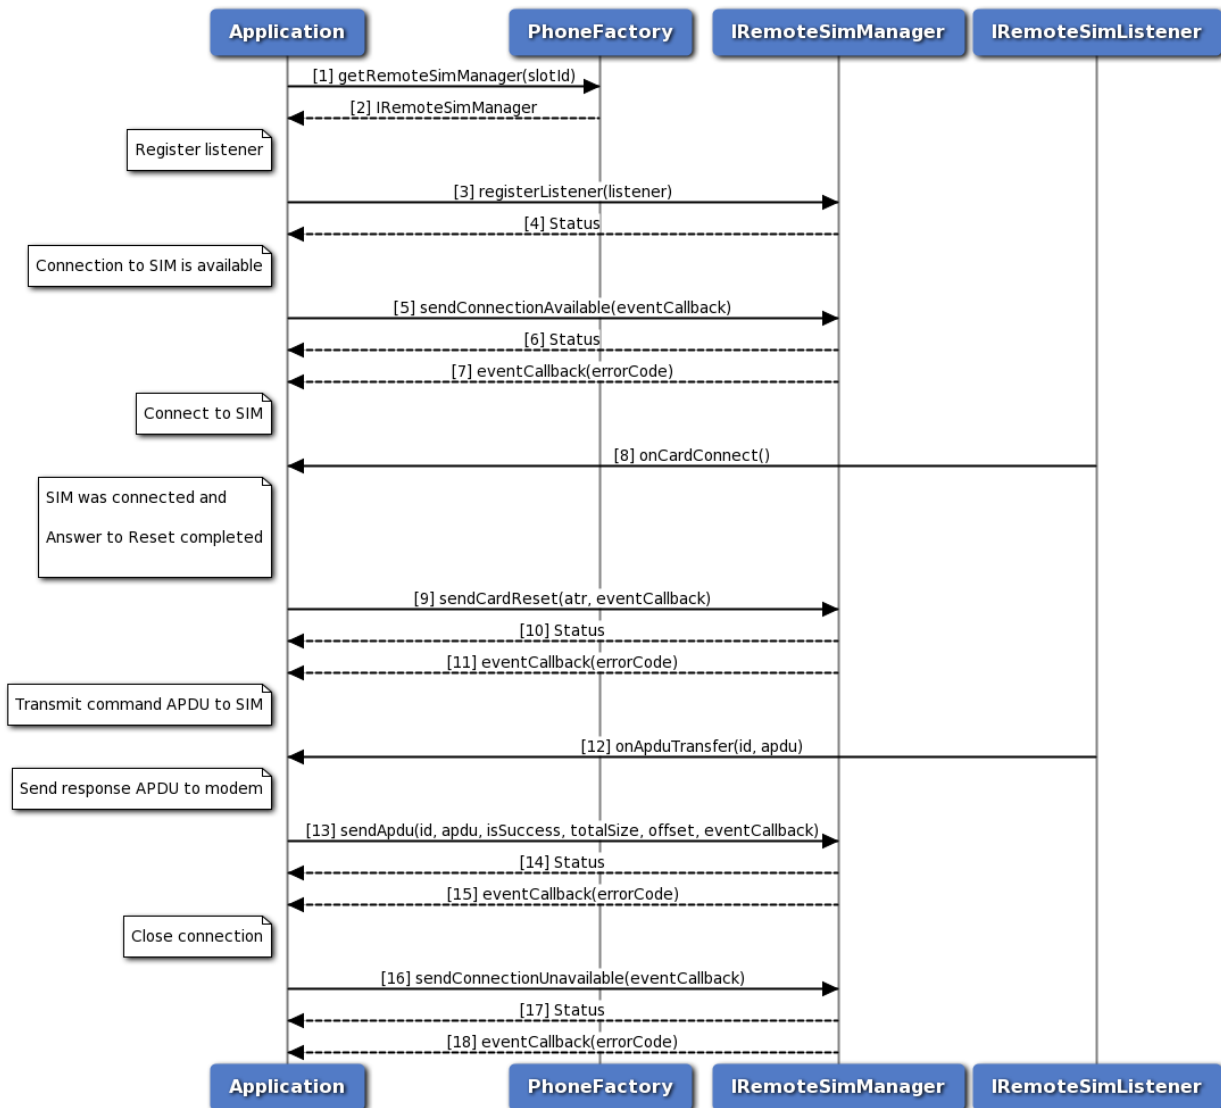 Application
PhoneFactory
IRemoteSimManager
IRemoteSimListener
[1] getRemoteSimManager(slotId)
[2] IRemoteSimManager
Register listener
[3] registerListener(listener)
[4] Status
Connection to SIM is available
[5] sendConnectionAvailable(eventCallback)
[6] Status
[7] eventCallback(errorCode)
Connect to SIM
[8] onCardConnect()
SIM was connected and
Answer to Reset completed
[9] sendCardReset(atr, eventCallback)
[10] Status
[11] eventCallback(errorCode)
Transmit command APDU to SIM
[12] onApduTransfer(id, apdu)
Send response APDU to modem
[13] sendApdu(id, apdu, isSuccess, totalSize, offset, eventCallback)
[14] Status
[15] eventCallback(errorCode)
Close connection
[16] sendConnectionUnavailable(eventCallback)
[17] Status
[18] eventCallback(errorCode)
Application
PhoneFactory
IRemoteSimManager
IRemoteSimListener